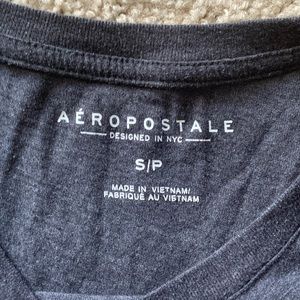 AÉROPOSTALE
DESIGNED IN NYC
S/P
MADE IN VIETNAM/
FABRIQUÉ AU VIETNAM